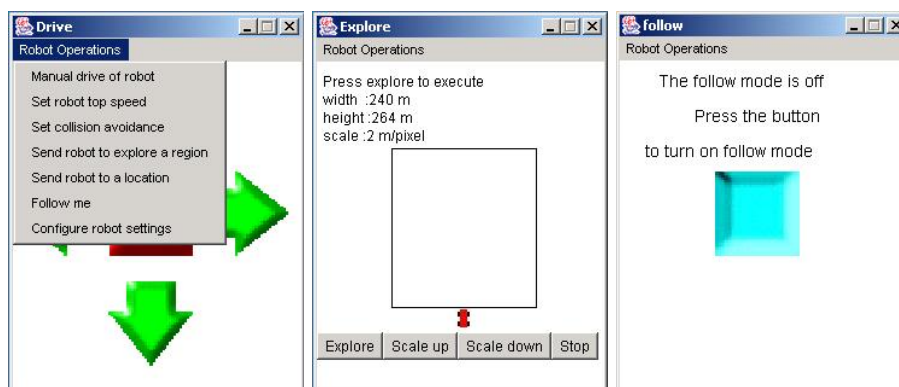 Drive
Robot Operations
Manual drive of robot
Set robot top speed
Set collision avoidance
Send robot to explore a region
Send robot to a location
Follow me
Configure robot settings
Explore
Robot Operations
Press explore to execute
width :240 m
height :264 m
scale :2 m/pixel
Explore
Scale up
Scale down
Stop
follow
Robot Operations
The follow mode is off
Press the button
to turn on follow mode